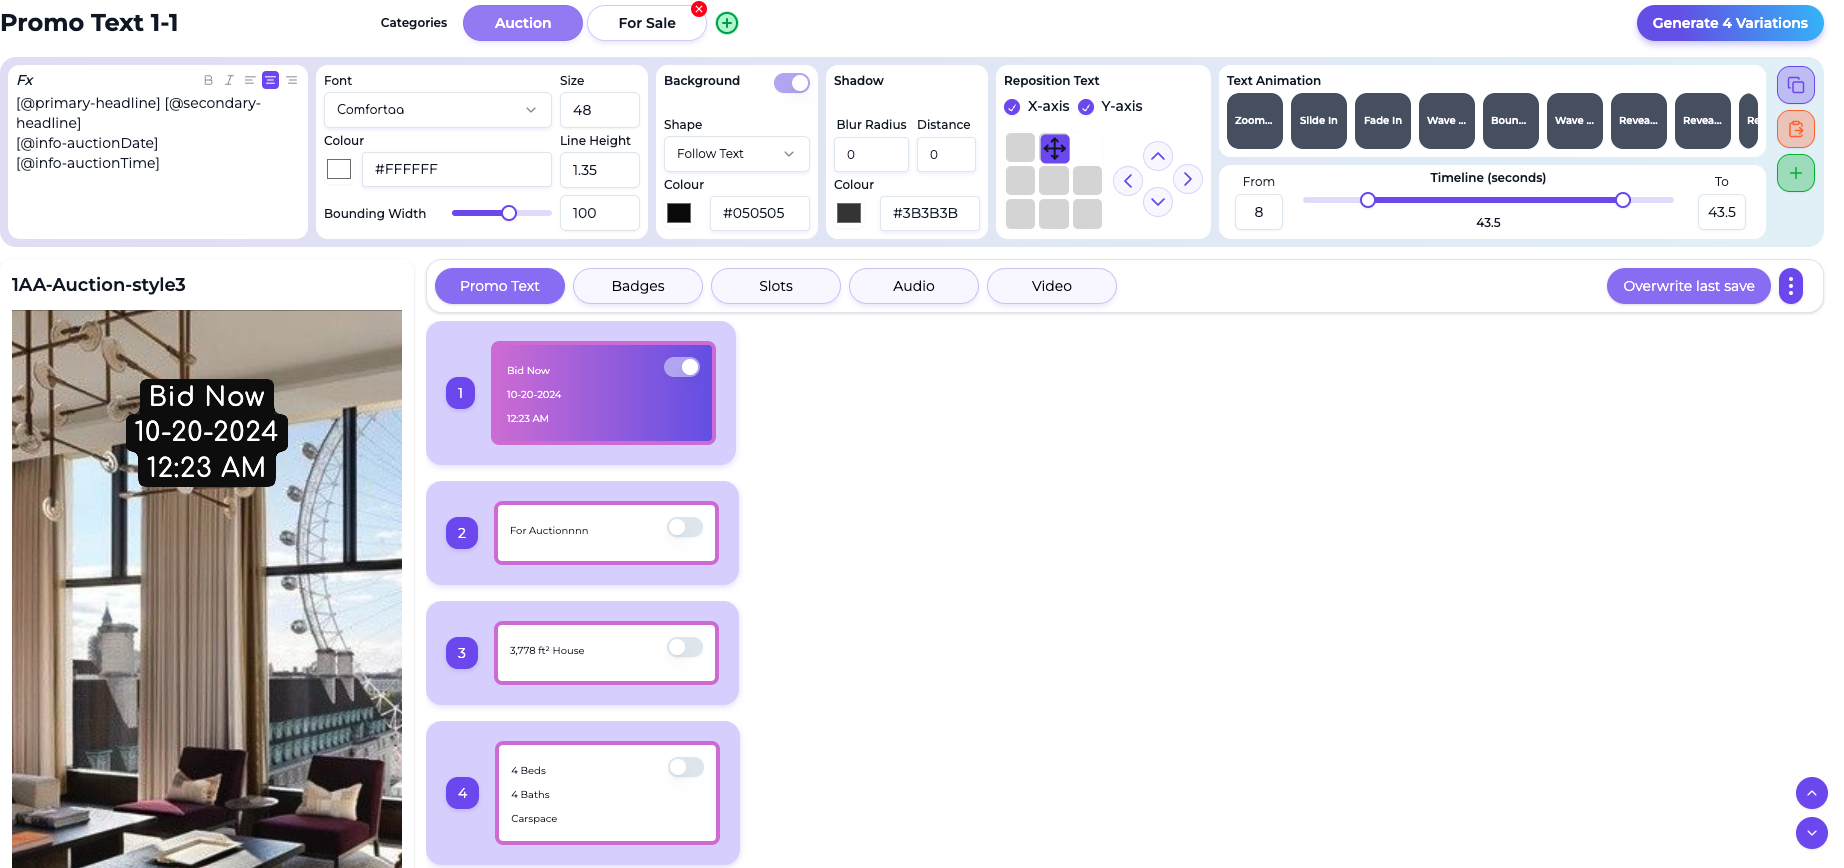 Promo Text 1-1
Categories
Auction
For Sale
Generate 4 Variations
Fx
B I
[@primary-headline] [@secondary-
headline]
[@info-auctionDate]
[@info-auctionTime]
Font
Size
Comfortaa
48
Colour
Line Height
#FFFFFF
1.35
Bounding Width
100
Background
Shape
Follow Text
Colour
#050505
Shadow
Blur Radius
Distance
0
0
Colour
#3B3B3B
Reposition Text
X-axis
Y-axis
Text Animation
Zoom...
Slide In
Fade In
Wave ...
Boun...
Wave ...
Revea...
Revea...
Re
From
Timeline (seconds)
To
8
43.5
43.5
1AA-Auction-style3
Bid Now
10-20-2024
12:23 AM
Promo Text
Badges
Slots
Audio
Video
Overwrite last save
1
Bid Now
10-20-2024
12:23 AM
2
For Auctionnnn
3
3,778 ft² House
4
4 Beds
4 Baths
Carspace